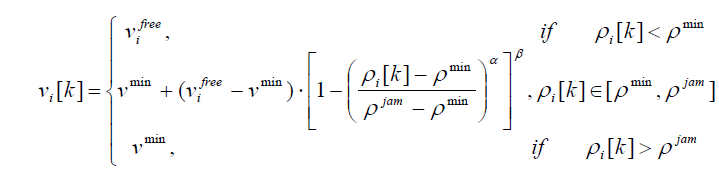 v_i^{free}, if ρ_i[k] < ρ^{min}
v_i[k] = { v^{min} + (v_i^{free} − v^{min}) · [1 − ((ρ_i[k] − ρ^{min}) / (ρ^{jam} − ρ^{min}))^α]^β, ρ_i[k] ∈ [ρ^{min}, ρ^{jam}]
v^{min}, if ρ_i[k] > ρ^{jam}